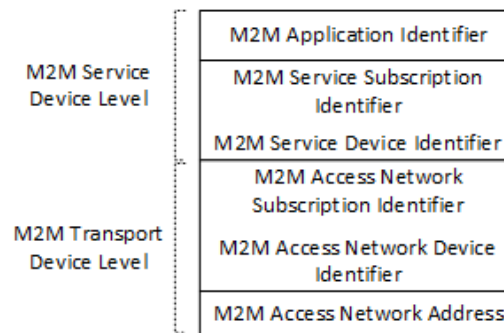 M2M Service
Device Level
M2M Application Identifier
M2M Service Subscription
Identifier
M2M Service Device Identifier
M2M Transport
Device Level
M2M Access Network
Subscription Identifier
M2M Access Network Device
Identifier
M2M Access Network Address